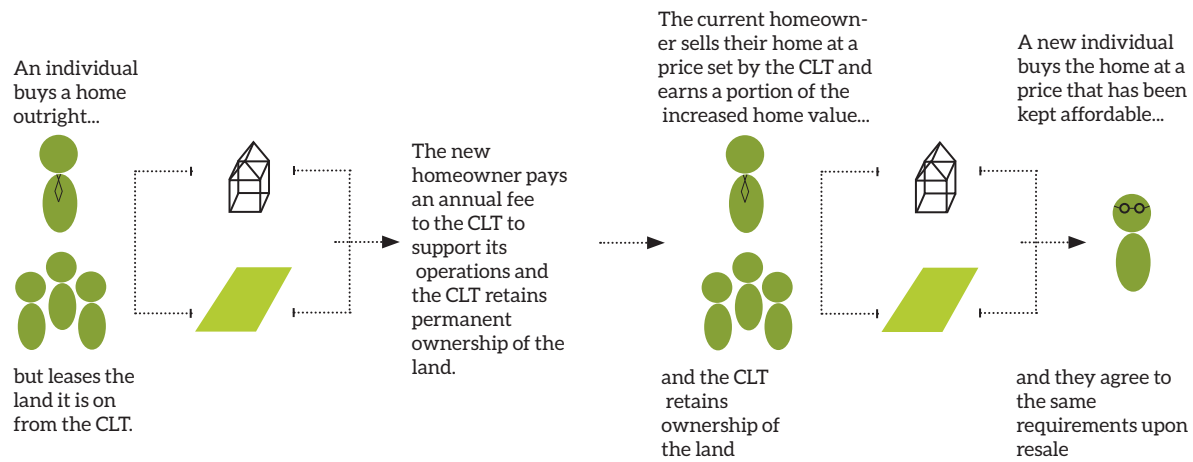 An individual
buys a home
outright...
but leases the
land it is on
from the CLT.
The new
homeowner pays
an annual fee
to the CLT to
support its
operations and
the CLT retains
permanent
ownership of the
land.
The current homeown-
er sells their home at a
price set by the CLT and
earns a portion of the
increased home value...
and the CLT
retains
ownership of
the land
A new individual
buys the home at a
price that has been
kept affordable...
and they agree to
the same
requirements upon
resale